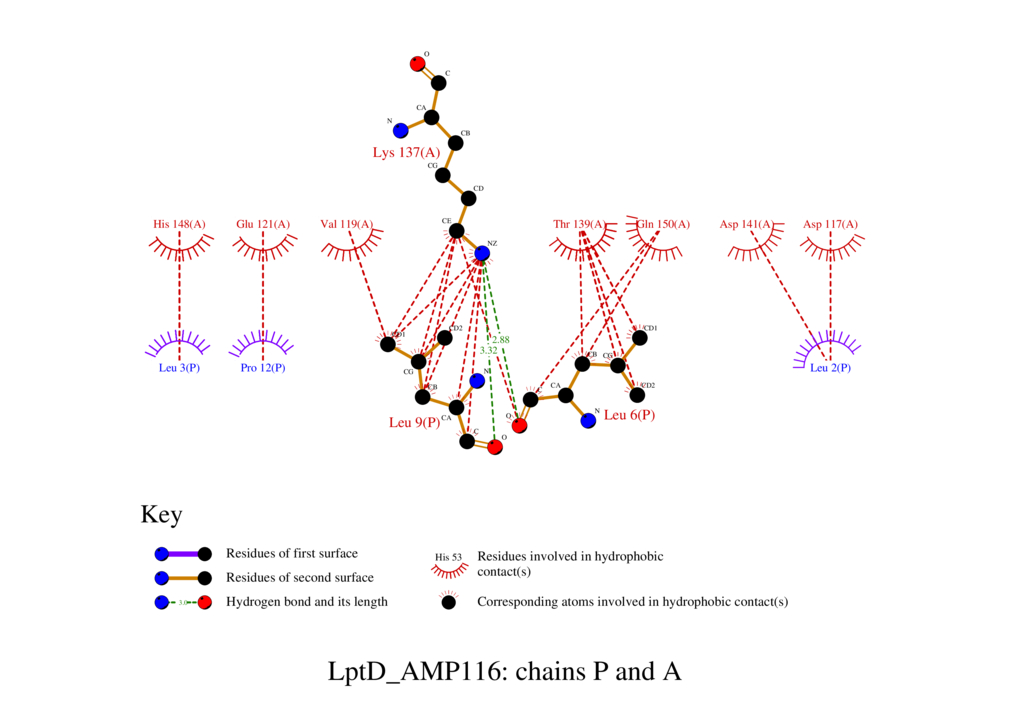 O
C
CA
N
CB
Lys 137(A)
CG
CD
CE
His 148(A) Glu 121(A) Val 119(A) Thr 139(A) Gln 150(A) Asp 141(A) Asp 117(A)
NZ
CD1 CD2 CD1
2.88
3.32
CG CB CG
Leu 3(P) Pro 12(P) N Leu 2(P)
CB CA CD2
O N Leu 6(P)
Leu 9(P) CA
C O
Key
Residues of first surface
His 53 Residues involved in hydrophobic
contact(s)
Residues of second surface
3.0 Hydrogen bond and its length
Corresponding atoms involved in hydrophobic contact(s)
LptD_AMP116: chains P and A